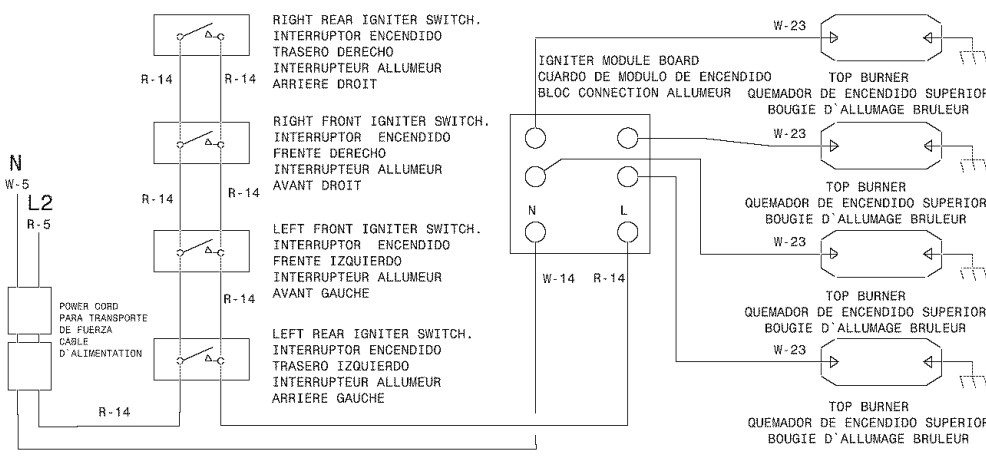 RIGHT REAR IGNITER SWITCH.
INTERRUPTOR ENCENDIDO
TRASERO DERECHO
INTERRUPTEUR ALLUMEUR
ARRIERE DROIT
R-14
R-14
RIGHT FRONT IGNITER SWITCH.
INTERRUPTOR ENCENDIDO
FRENTE DERECHO
INTERRUPTEUR ALLUMEUR
AVANT DROIT
R-14
R-14
LEFT FRONT IGNITER SWITCH.
INTERRUPTOR ENCENDIDO
FRENTE IZQUIERDO
INTERRUPTEUR ALLUMEUR
AVANT GAUCHE
R-14
LEFT REAR IGNITER SWITCH.
INTERRUPTOR ENCENDIDO
TRASERO IZQUIERDO
INTERRUPTEUR ALLUMEUR
ARRIERE GAUCHE
R-14
N
W-5
L2
R-5
POWER CORD
PARA TRANSPORTE
DE FUERZA
CABLE
D`ALIMENTATION
IGNITER MODULE BOARD
CUARDO DE MODULO DE ENCENDIDO
BLOC CONNECTION ALLUMEUR
N
L
W-14
R-14
W-23
TOP BURNER
QUEMADOR DE ENCENDIDO SUPERIOR
BOUGIE D`ALLUMAGE BRULEUR
W-23
TOP BURNER
QUEMADOR DE ENCENDIDO SUPERIOR
BOUGIE D`ALLUMAGE BRULEUR
W-23
TOP BURNER
QUEMADOR DE ENCENDIDO SUPERIOR
BOUGIE D`ALLUMAGE BRULEUR
W-23
TOP BURNER
QUEMADOR DE ENCENDIDO SUPERIOR
BOUGIE D`ALLUMAGE BRULEUR